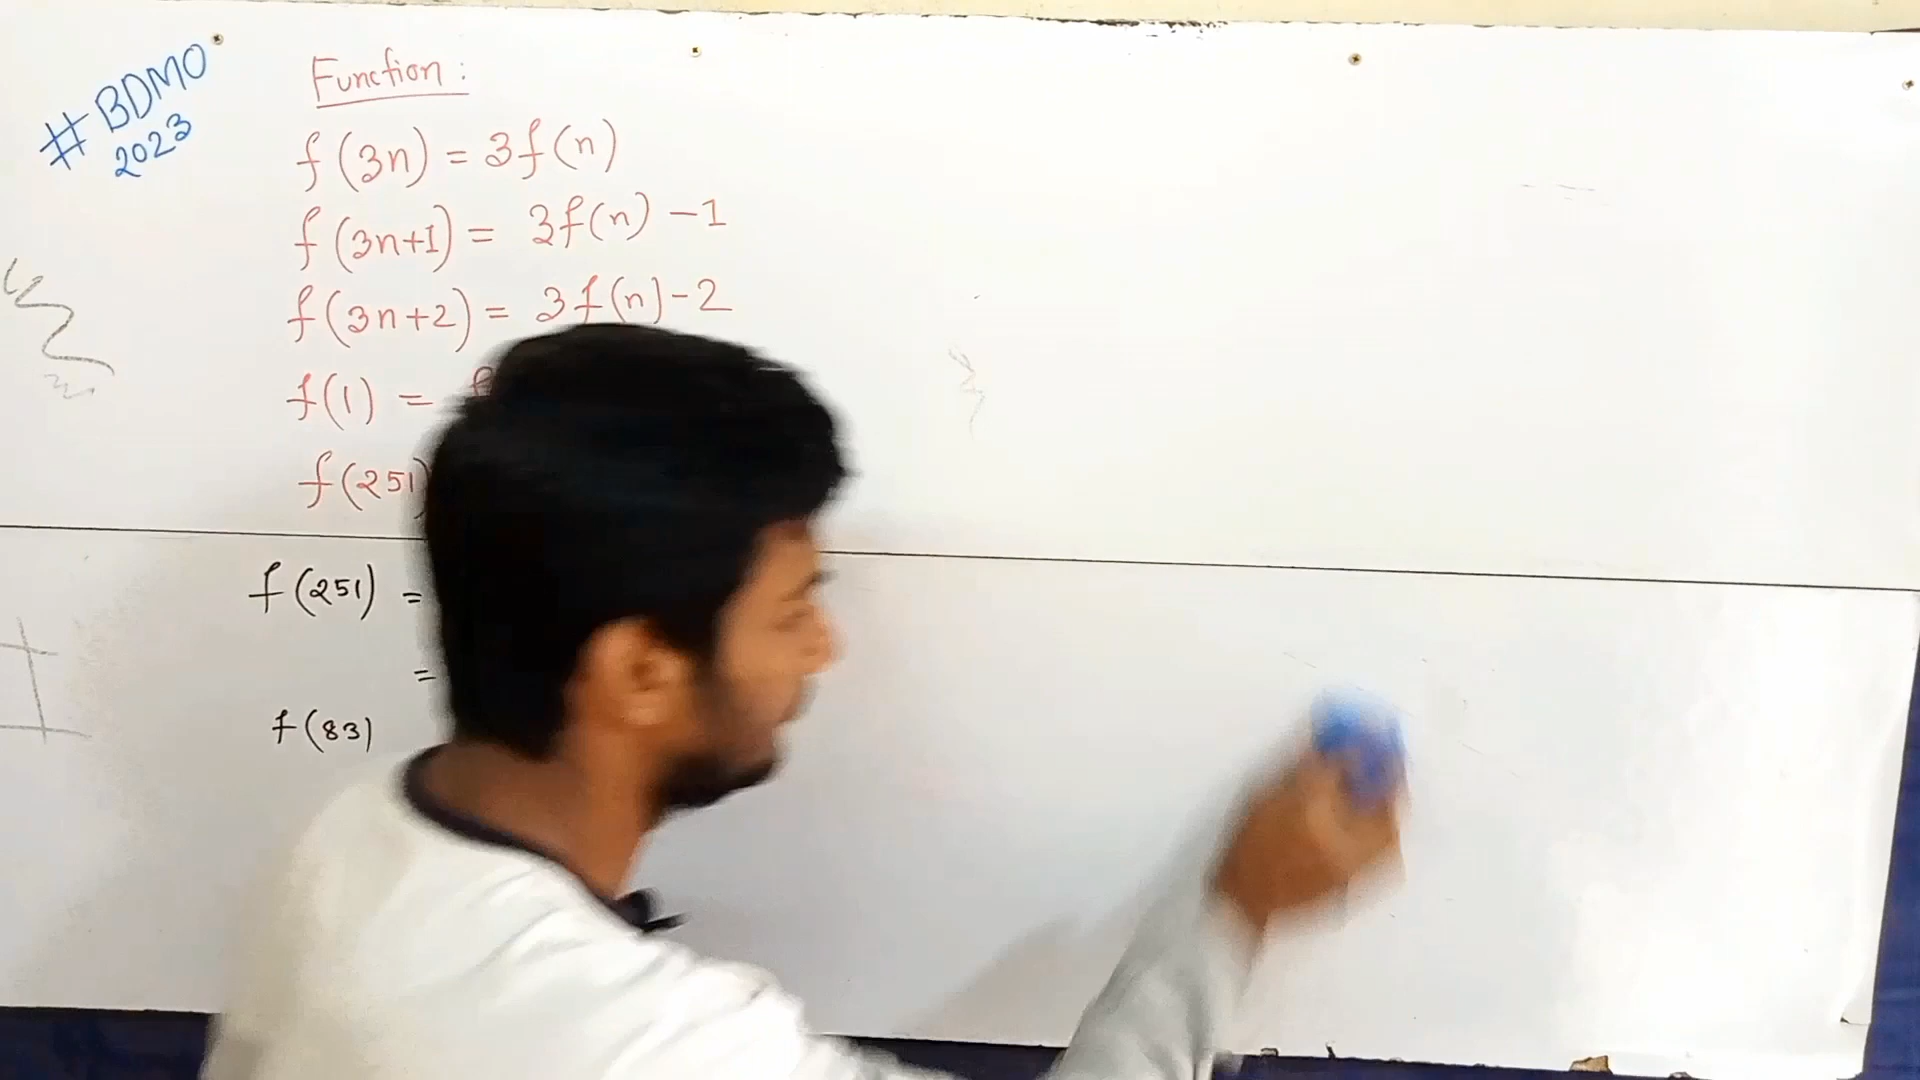 #BDMO
2023
Function :
f(3n) = 3f(n)
f(3n+1) = 3f(n) -1
f(3n+2) = 3f(n)-2
f(1) =
f(251)
f(251) =
=
f(83)